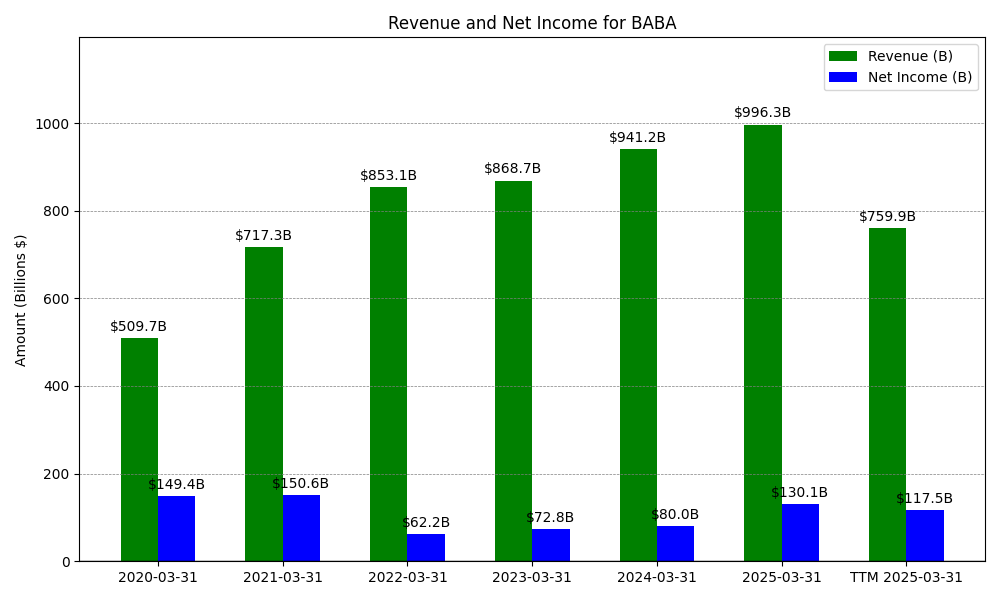 Revenue and Net Income for BABA
Revenue (B)
Net Income (B)
Amount (Billions $)
1000
800
600
400
200
0
$509.7B
$149.4B
$717.3B
$150.6B
$853.1B
$62.2B
$868.7B
$72.8B
$941.2B
$80.0B
$996.3B
$130.1B
$759.9B
$117.5B
2020-03-31
2021-03-31
2022-03-31
2023-03-31
2024-03-31
2025-03-31
TTM 2025-03-31